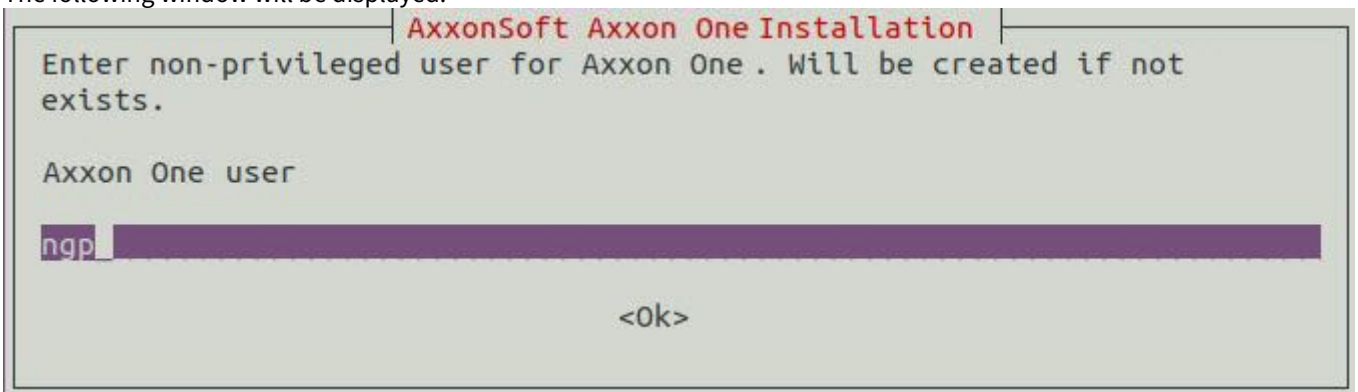 The following window will be displayed:
AxxonSoft Axxon One Installation
Enter non-privileged user for Axxon One . Will be created if not
exists.
Axxon One user
ngp_
<Ok>